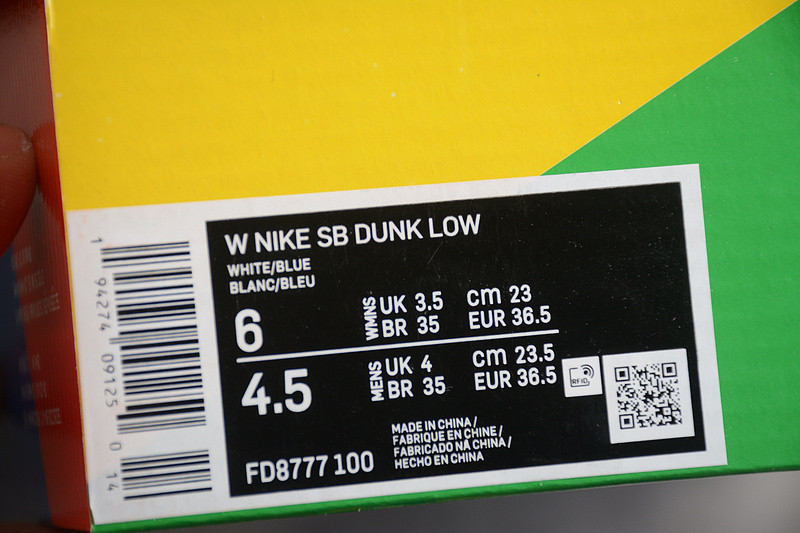 W NIKE SB DUNK LOW
WHITE/BLUE
BLANC/BLEU
6
WMNS
UK 3.5
BR 35
cm 23
EUR 36.5
4.5
MENS
UK 4
BR 35
cm 23.5
EUR 36.5
RFID
FD8777 100
MADE IN CHINA/
FABRIQUE EN CHINE/
FABRICADO NA CHINA/
HECHO EN CHINA
1 94274 09125 0 14